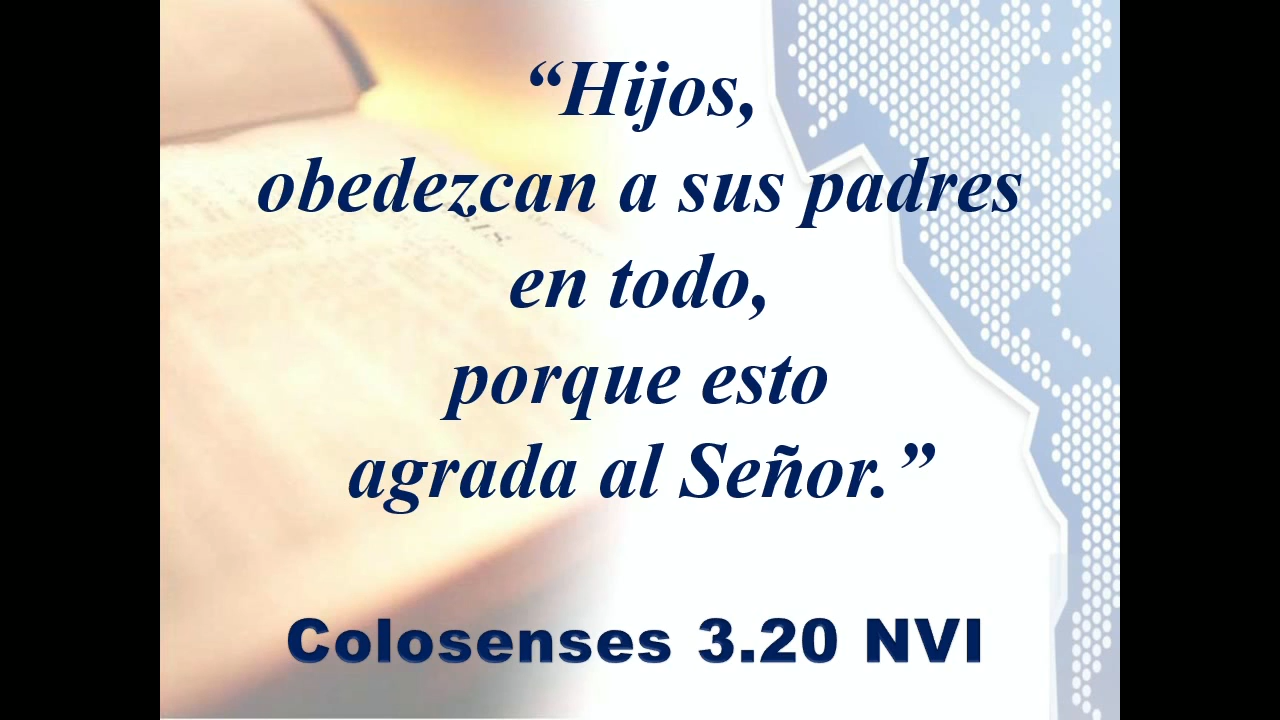 “Hijos,
obedezcan a sus padres
en todo,
porque esto
agrada al Señor.”
Colosenses 3.20 NVI